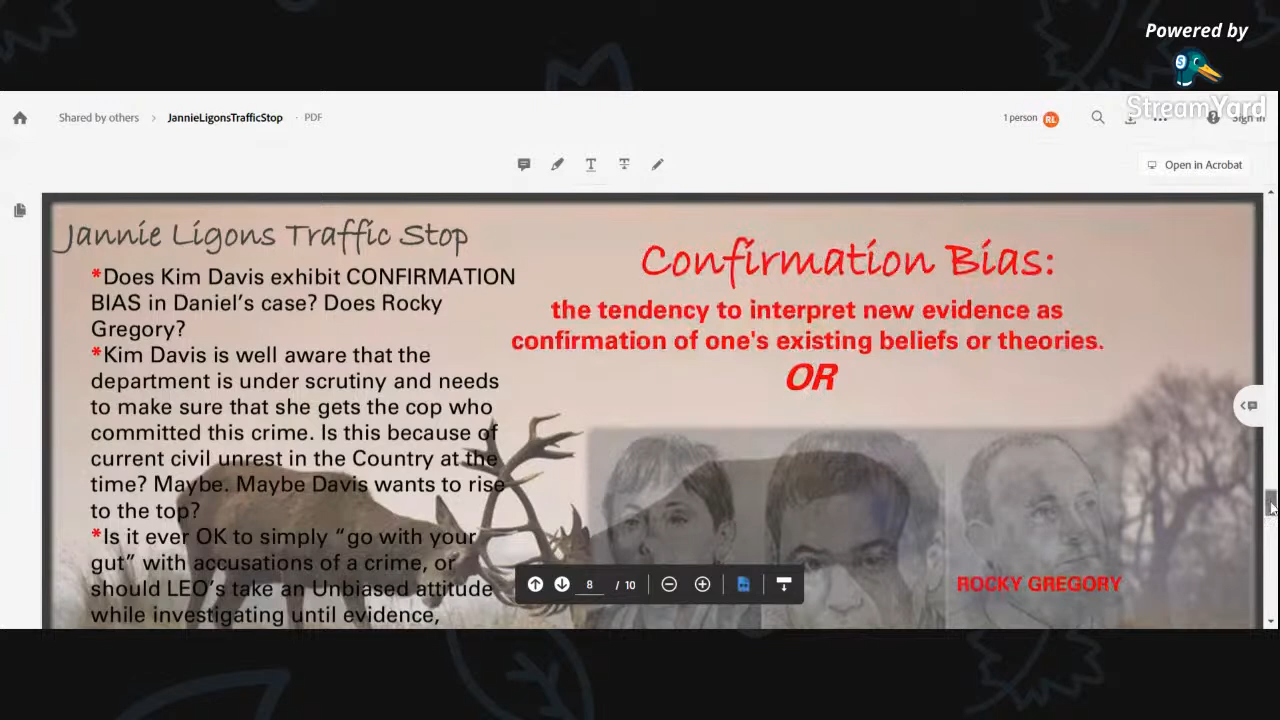 Powered by
StreamYard
Shared by others > JannieLigonsTrafficStop · PDF
1 person RL
Sign in
Open in Acrobat
Jannie Ligons Traffic Stop
*Does Kim Davis exhibit CONFIRMATION
BIAS in Daniel’s case? Does Rocky
Gregory?
*Kim Davis is well aware that the
department is under scrutiny and needs
to make sure that she gets the cop who
committed this crime. Is this because of
current civil unrest in the Country at the
time? Maybe. Maybe Davis wants to rise
to the top?
*Is it ever OK to simply “go with your
gut” with accusations of a crime, or
should LEO’s take an Unbiased attitude
while investigating until evidence,
Confirmation Bias:
the tendency to interpret new evidence as
confirmation of one's existing beliefs or theories.
OR
ROCKY GREGORY
8 / 10